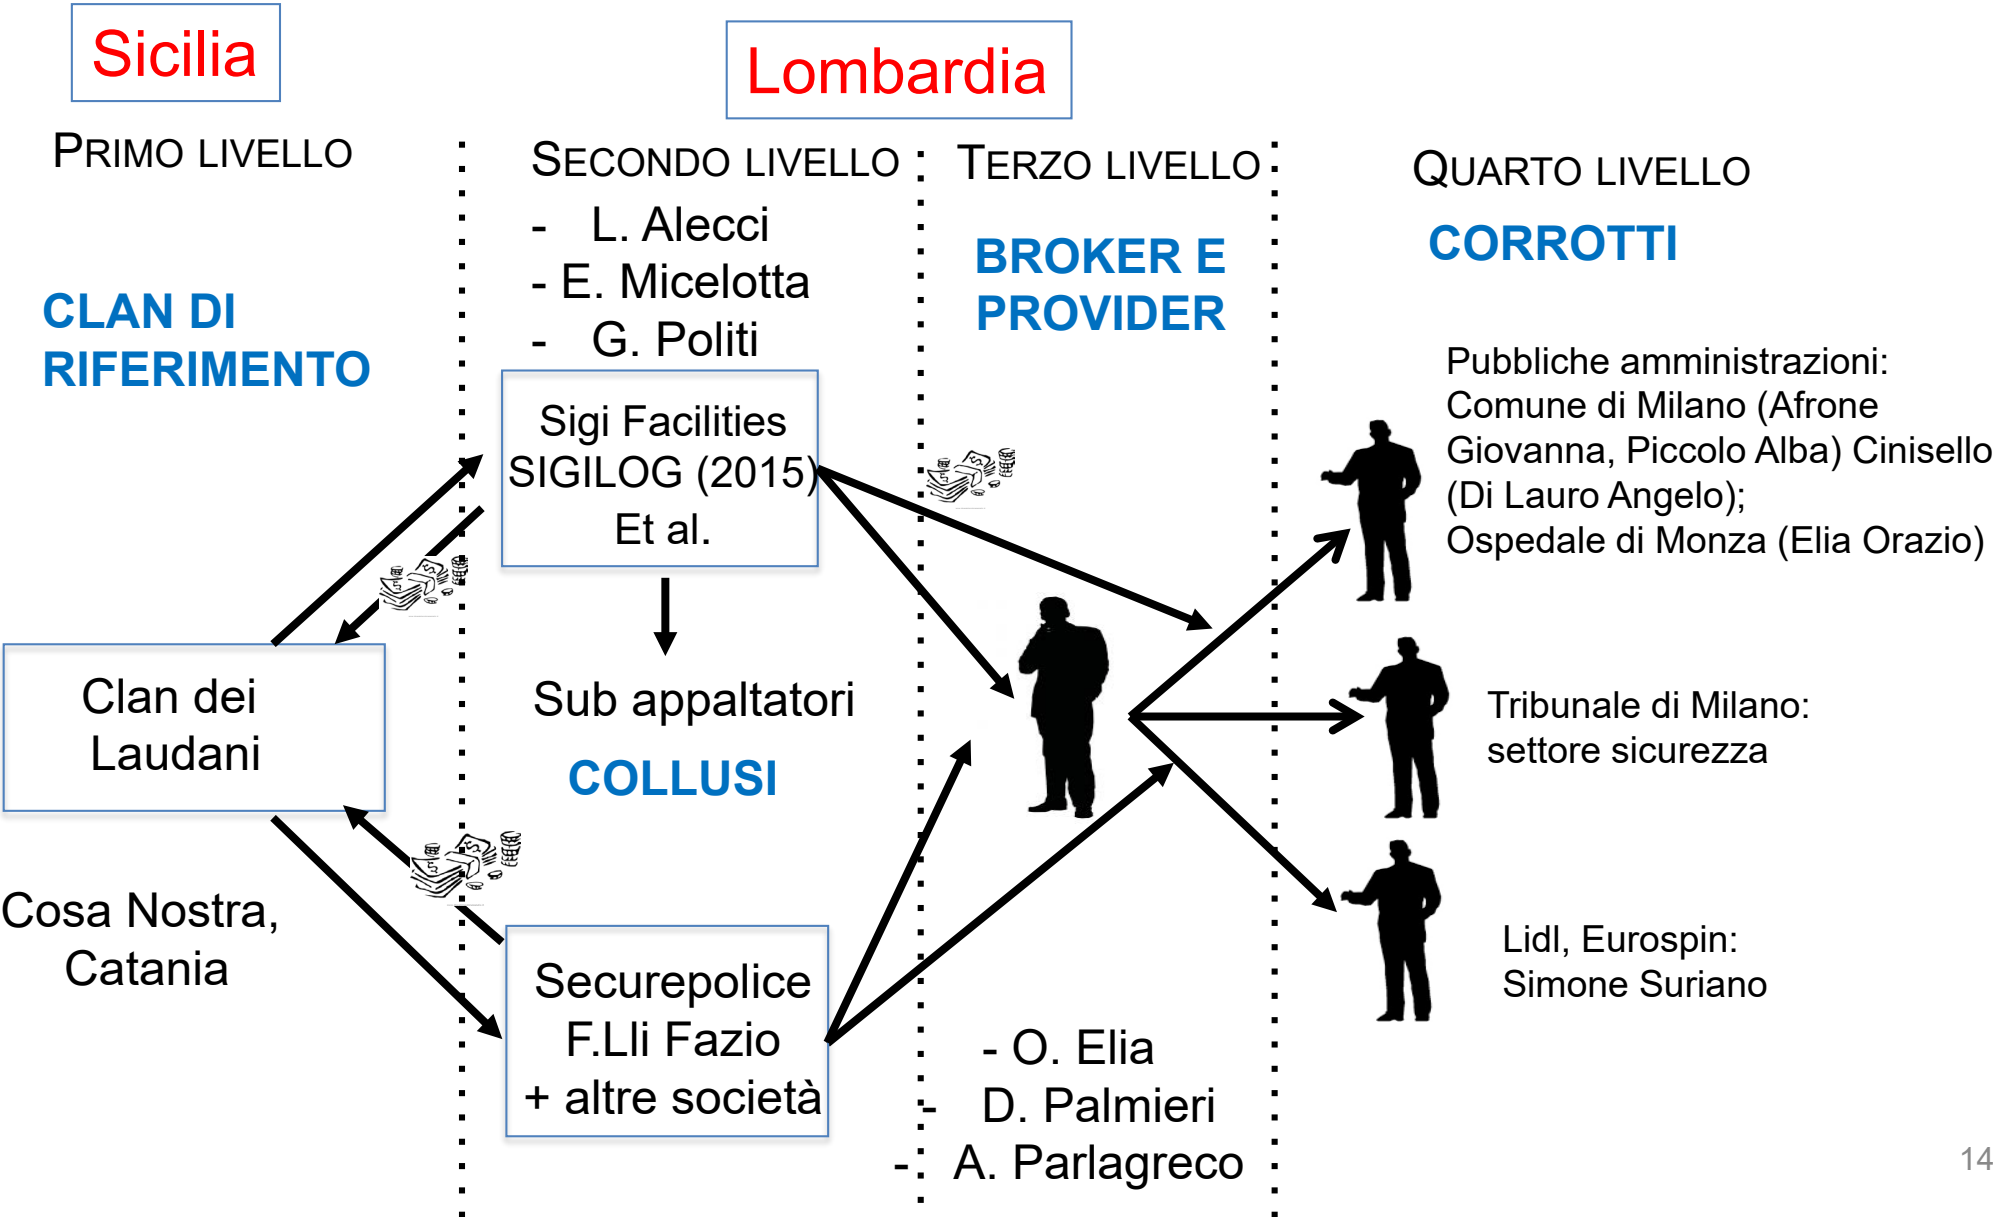 Sicilia
Lombardia
PRIMO LIVELLO
CLAN DI
RIFERIMENTO
Clan dei
Laudani
Cosa Nostra,
Catania
SECONDO LIVELLO
- L. Alecci
- E. Micelotta
- G. Politi
Sigi Facilities
SIGILOG (2015)
Et al.
Sub appaltatori
COLLUSI
Securepolice
F.Lli Fazio
+ altre società
TERZO LIVELLO
BROKER E
PROVIDER
- O. Elia
- D. Palmieri
- A. Parlagreco
QUARTO LIVELLO
CORROTTI
Pubbliche amministrazioni:
Comune di Milano (Afrone
Giovanna, Piccolo Alba) Cinisello
(Di Lauro Angelo);
Ospedale di Monza (Elia Orazio)
Tribunale di Milano:
settore sicurezza
Lidl, Eurospin:
Simone Suriano
14